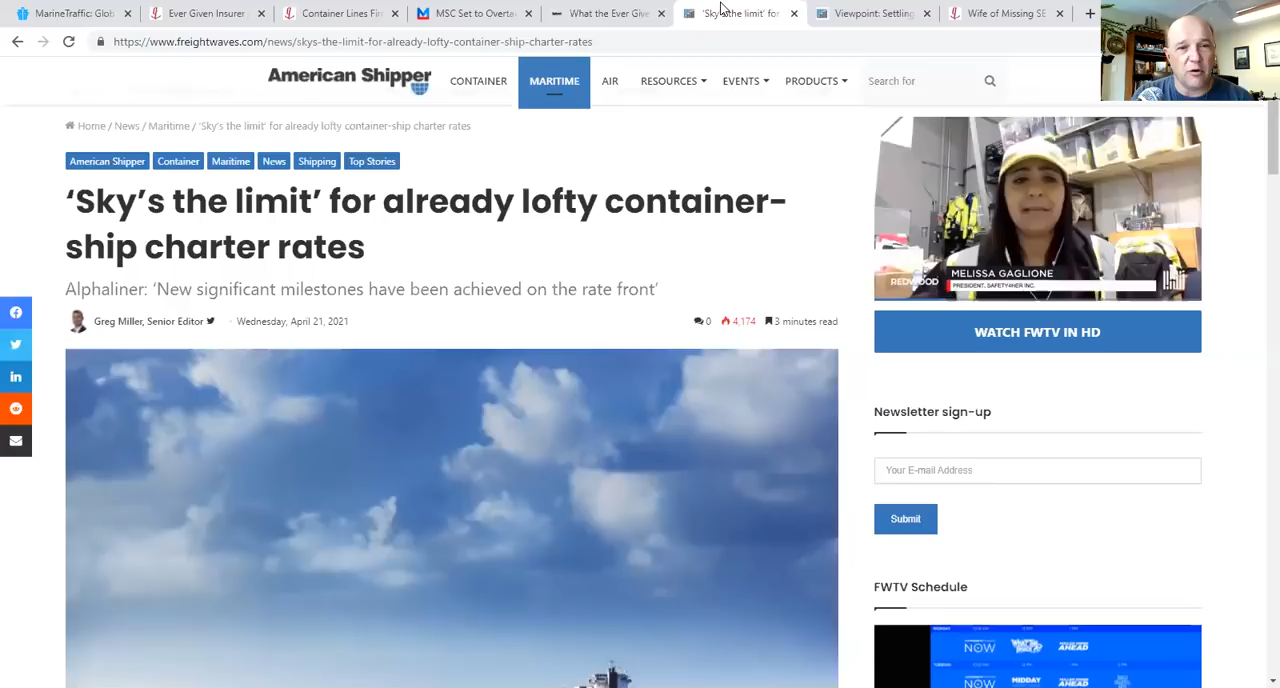 MarineTraffic: Glob
Ever Given Insurer
Container Lines Fire
MSC Set to Overta
What the Ever Give
'Sky's the limit' for
Viewpoint: Settling
Wife of Missing SE
https://www.freightwaves.com/news/skys-the-limit-for-already-lofty-container-ship-charter-rates
American Shipper
CONTAINER
MARITIME
AIR
RESOURCES
EVENTS
PRODUCTS
Search for
Home / News / Maritime / 'Sky's the limit' for already lofty container-ship charter rates
American Shipper
Container
Maritime
News
Shipping
Top Stories
'Sky's the limit' for already lofty container-
ship charter rates
Alphaliner: 'New significant milestones have been achieved on the rate front'
Greg Miller, Senior Editor
Wednesday, April 21, 2021
0
4,174
3 minutes read
REDWOOD
MELISSA GAGLIONE
PRESIDENT, SAFETY4HER INC.
WATCH FWTV IN HD
Newsletter sign-up
Your E-mail Address
Submit
FWTV Schedule
MONDAY
NOW
AHEAD
NOW
MIDDAY
AHEAD